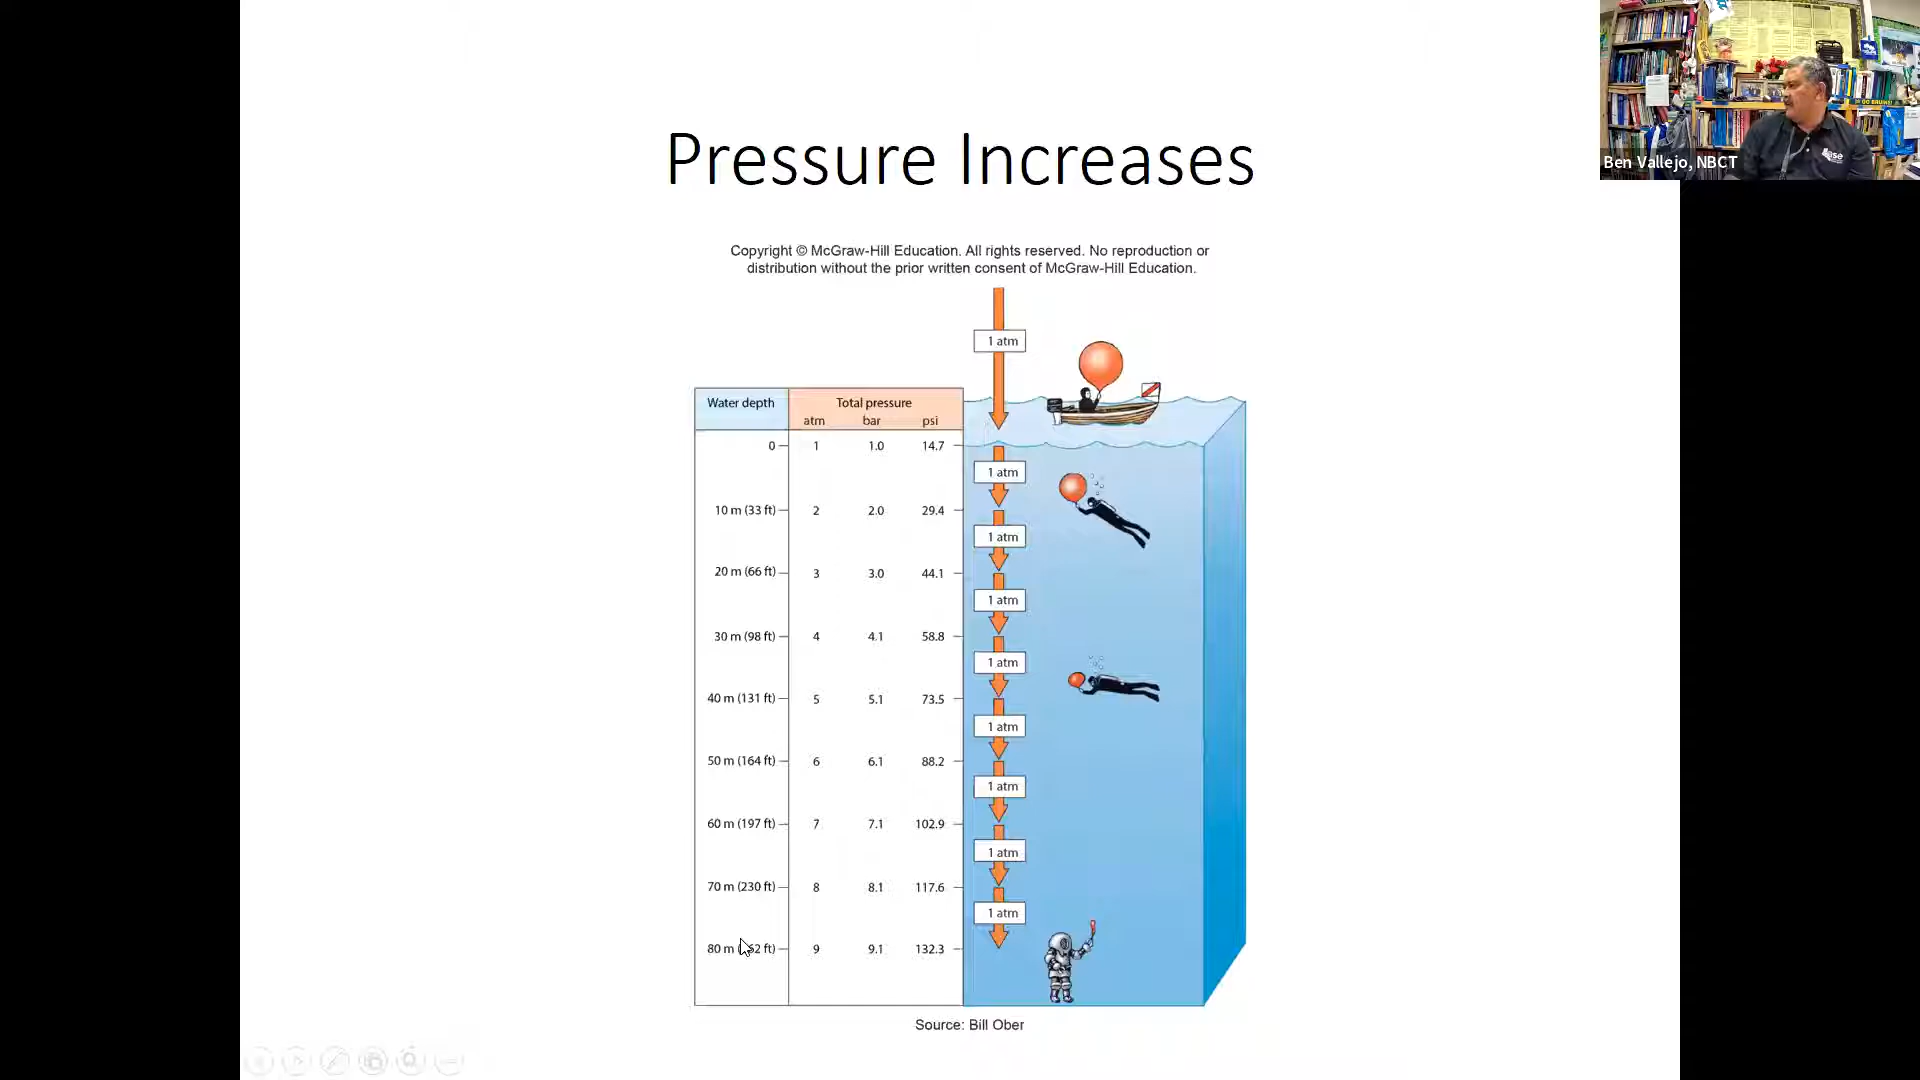 Pressure Increases
Ben Vallejo, NBCT
GO BRUINS!
Copyright © McGraw-Hill Education. All rights reserved. No reproduction or
distribution without the prior written consent of McGraw-Hill Education.
1 atm
Water depth Total pressure
atm bar psi
0 1 1.0 14.7
1 atm
10 m (33 ft) 2 2.0 29.4
1 atm
20 m (66 ft) 3 3.0 44.1
1 atm
30 m (98 ft) 4 4.1 58.8
1 atm
40 m (131 ft) 5 5.1 73.5
1 atm
50 m (164 ft) 6 6.1 88.2
1 atm
60 m (197 ft) 7 7.1 102.9
1 atm
70 m (230 ft) 8 8.1 117.6
1 atm
80 m ft) 9 9.1 132.3
Source: Bill Ober